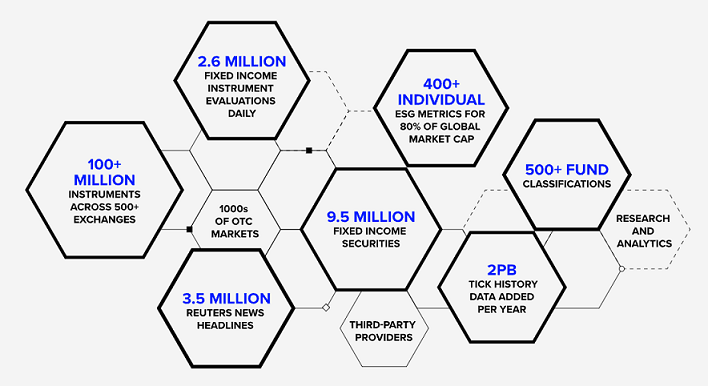 2.6 MILLION
FIXED INCOME
INSTRUMENT
EVALUATIONS
DAILY
400+
INDIVIDUAL
ESG METRICS FOR
80% OF GLOBAL
MARKET CAP
100+
MILLION
INSTRUMENTS
ACROSS 500+
EXCHANGES
500+ FUND
CLASSIFICATIONS
1000s
OF OTC
MARKETS
9.5 MILLION
FIXED INCOME
SECURITIES
RESEARCH
AND
ANALYTICS
3.5 MILLION
REUTERS NEWS
HEADLINES
2PB
TICK HISTORY
DATA ADDED
PER YEAR
THIRD-PARTY
PROVIDERS